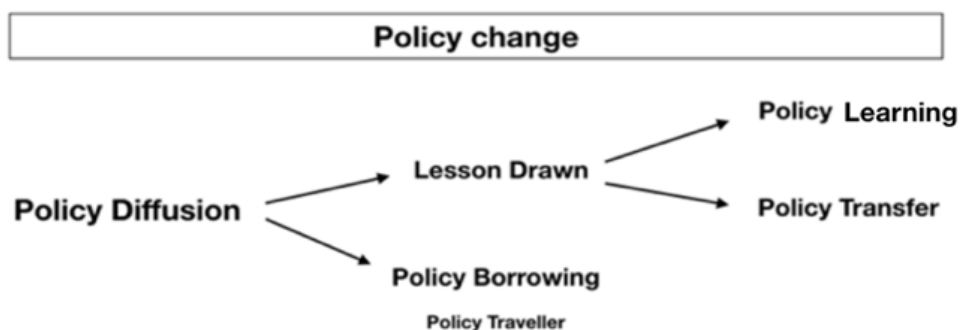 Policy change
Policy Learning
Lesson Drawn
Policy Diffusion
Policy Transfer
Policy Borrowing
Policy Traveller